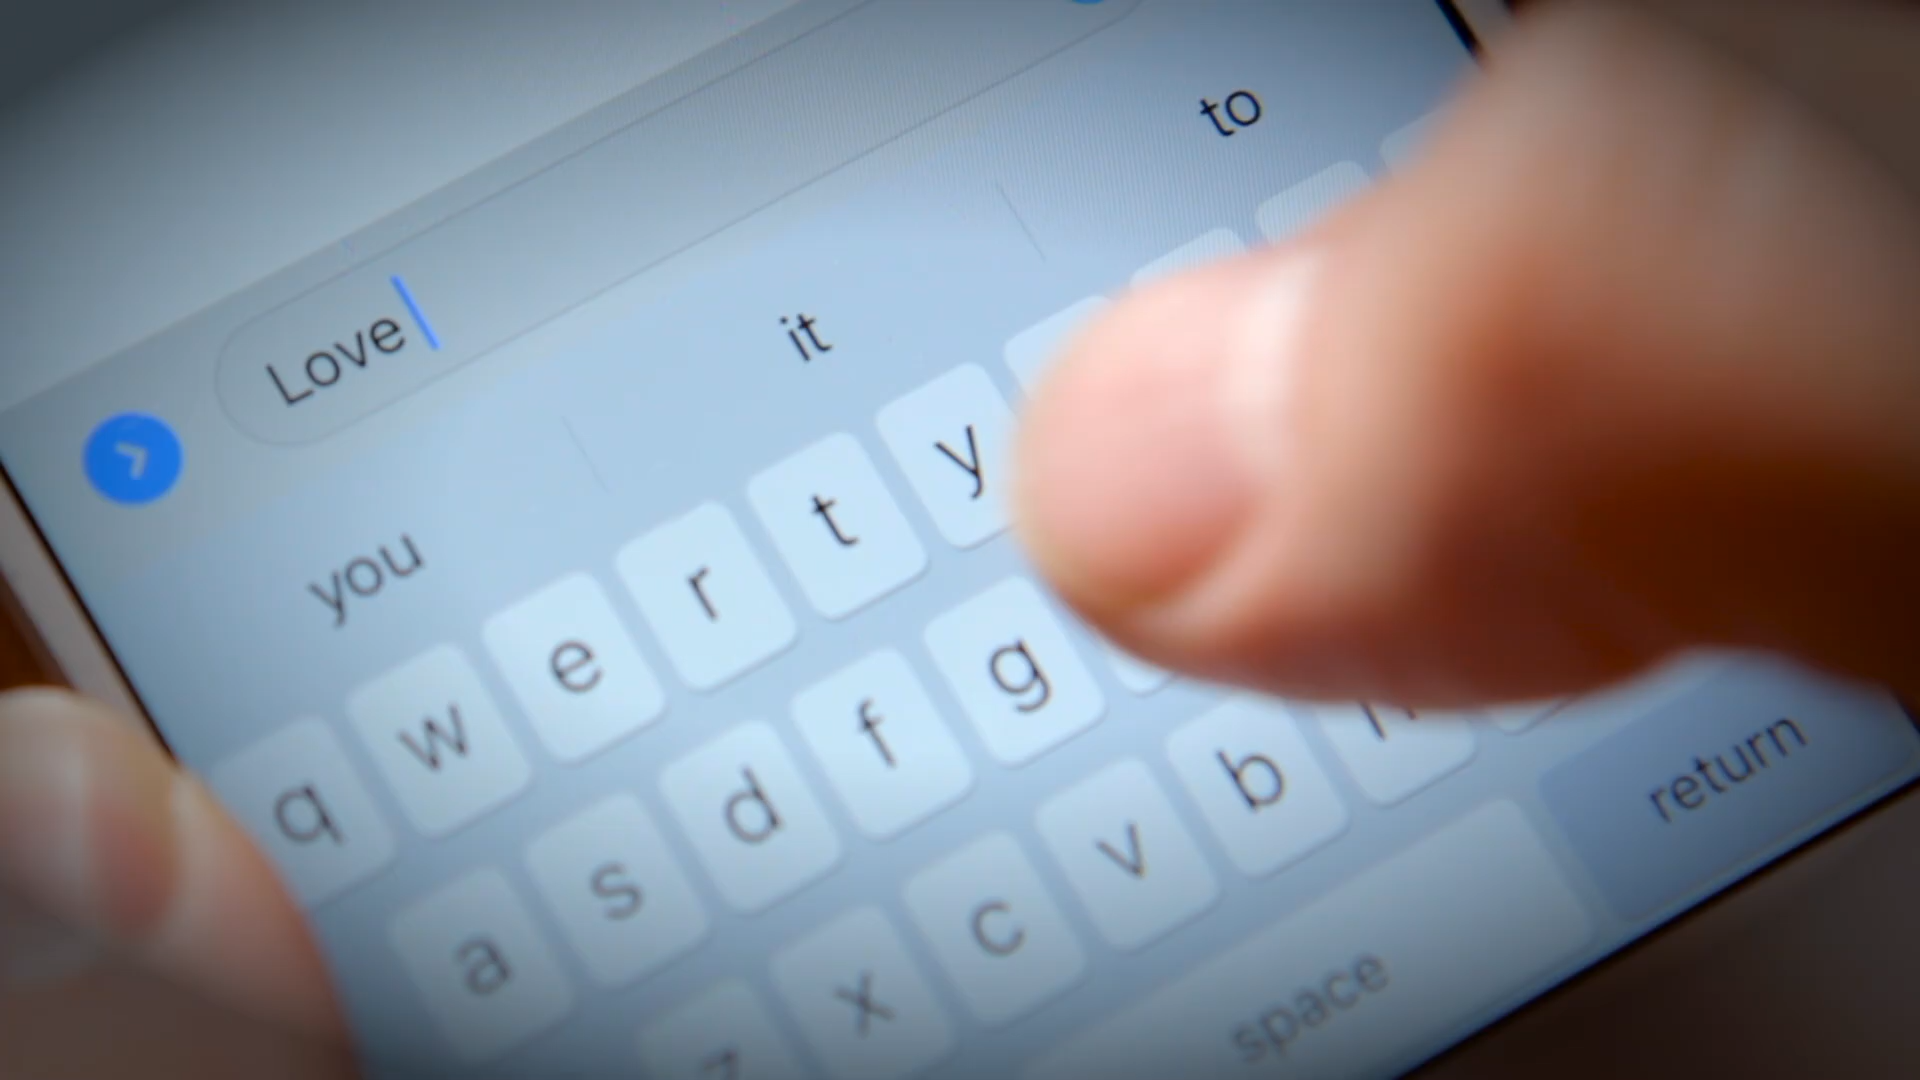 Love
you it to
q w e r t y
a s d f g
z x c v b n
space return